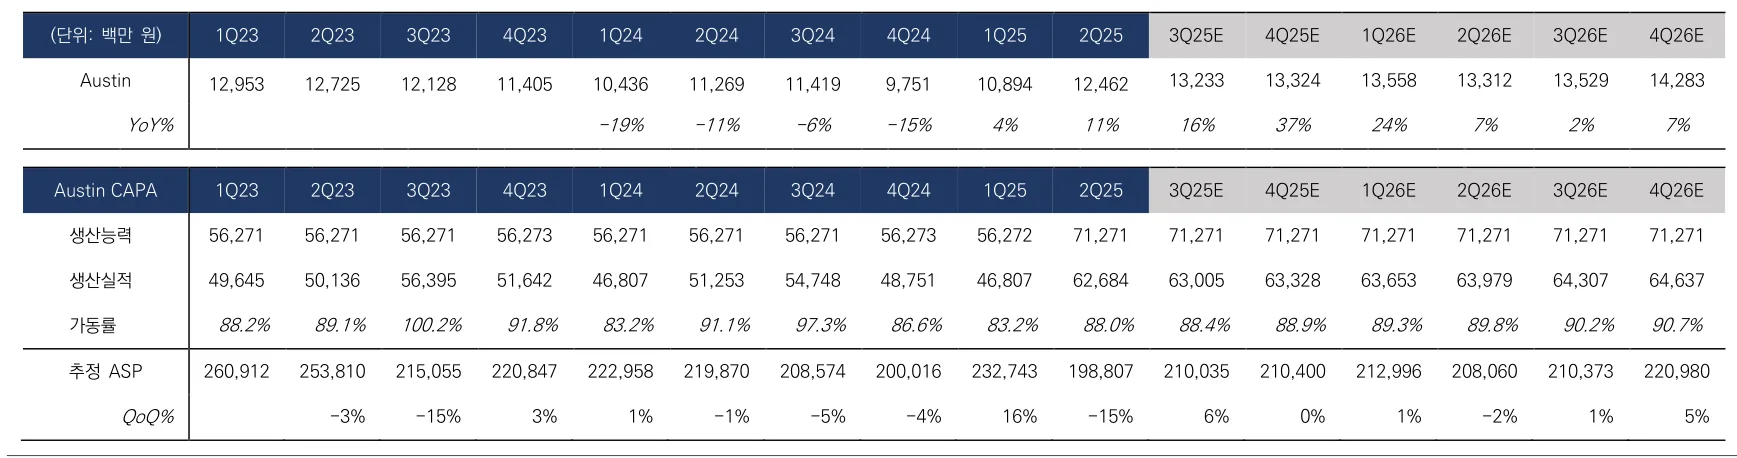 (단위: 백만 원) 1Q23 2Q23 3Q23 4Q23 1Q24 2Q24 3Q24 4Q24 1Q25 2Q25 3Q25E 4Q25E 1Q26E 2Q26E 3Q26E 4Q26E
Austin 12,953 12,725 12,128 11,405 10,436 11,269 11,419 9,751 10,894 12,462 13,233 13,324 13,558 13,312 13,529 14,283
YoY% -19% -11% -6% -15% 4% 11% 16% 37% 24% 7% 2% 7%
Austin CAPA 1Q23 2Q23 3Q23 4Q23 1Q24 2Q24 3Q24 4Q24 1Q25 2Q25 3Q25E 4Q25E 1Q26E 2Q26E 3Q26E 4Q26E
생산능력 56,271 56,271 56,271 56,273 56,271 56,271 56,271 56,273 56,272 71,271 71,271 71,271 71,271 71,271 71,271 71,271
생산실적 49,645 50,136 56,395 51,642 46,807 51,253 54,748 48,751 46,807 62,684 63,005 63,328 63,653 63,979 64,307 64,637
가동률 88.2% 89.1% 100.2% 91.8% 83.2% 91.1% 97.3% 86.6% 83.2% 88.0% 88.4% 88.9% 89.3% 89.8% 90.2% 90.7%
추정 ASP 260,912 253,810 215,055 220,847 222,958 219,870 208,574 200,016 232,743 198,807 210,035 210,400 212,996 208,060 210,373 220,980
QoQ% -3% -15% 3% 1% -1% -5% -4% 16% -15% 6% 0% 1% -2% 1% 5%